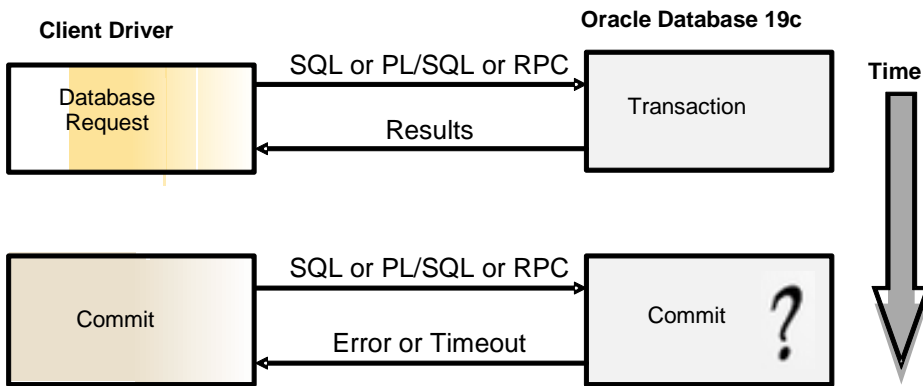 Client Driver
Oracle Database 19c
Time
SQL or PL/SQL or RPC
Database
Request
Transaction
Results
SQL or PL/SQL or RPC
Commit
Commit ?
Error or Timeout